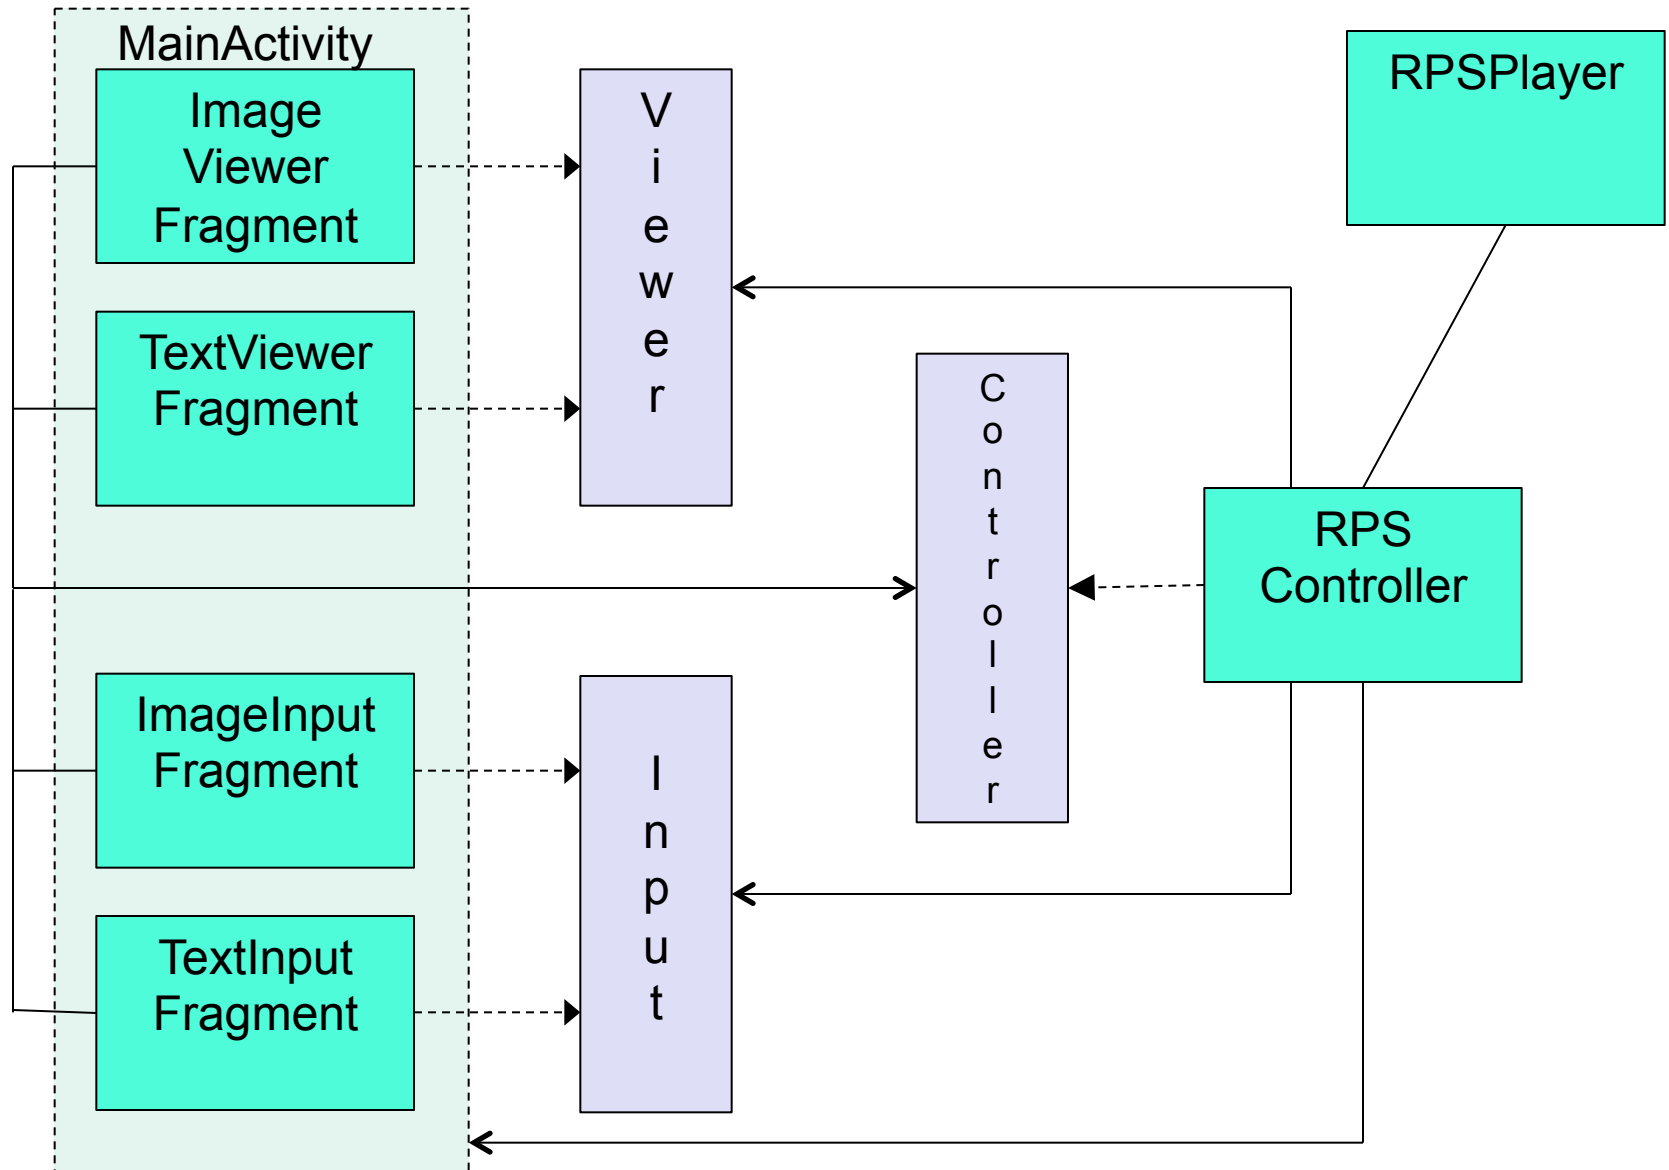 MainActivity
Image
Viewer
Fragment
TextViewer
Fragment
ImageInput
Fragment
TextInput
Fragment
V
i
e
w
e
r
I
n
p
u
t
C
o
n
t
r
o
l
l
e
r
RPSPlayer
RPS
Controller